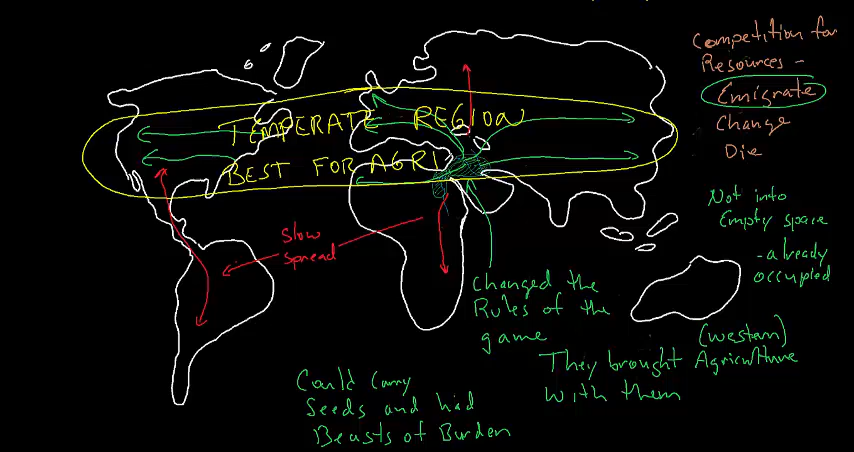 Competition for
Resources -
Emigrate
Change
Die
TEMPERATE REGION
BEST FOR AGRI
Not into
Empty space
- already
occupied
slow
spread
Changed the
Rules of the
game
(western)
They brought Agriculture
with them
Could carry
Seeds and had
Beasts of Burden